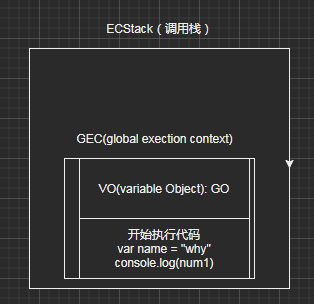 ECStack（调用栈）
GEC(global exection context)
VO(variable Object): GO
开始执行代码
var name = "why"
console.log(num1)